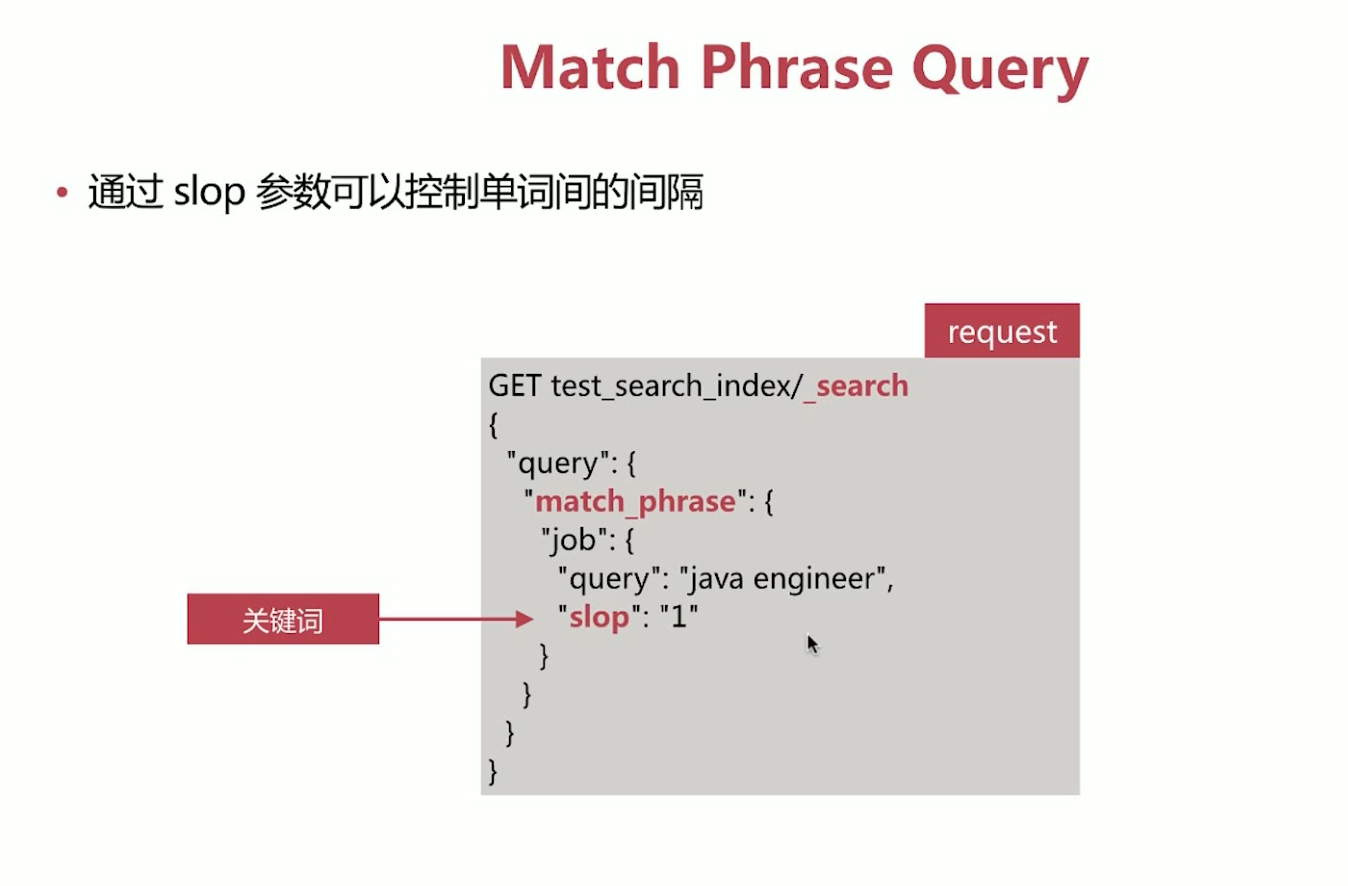 Match Phrase Query
• 通过 slop 参数可以控制单词间的间隔
request
GET test_search_index/_search
{
"query": {
"match_phrase": {
"job": {
"query": "java engineer",
关键词
"slop": "1"
}
}
}
}